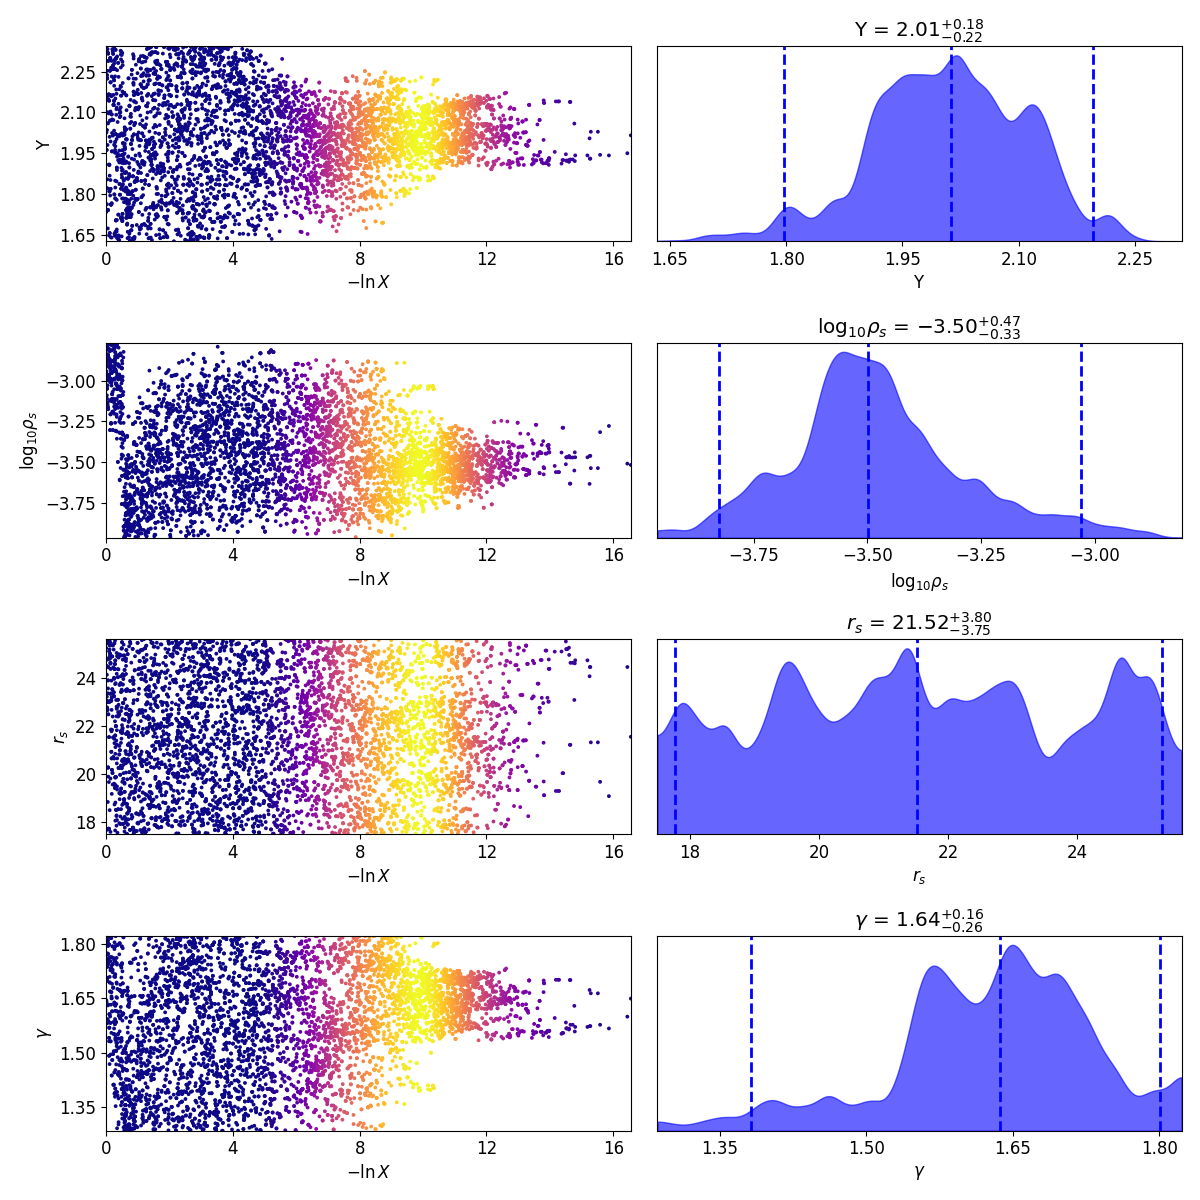 Y = 2.01^{+0.18}_{-0.22}
2.25
2.10
1.95
1.80
1.65
Y
0 4 8 12 16
−ln X
1.65 1.80 1.95 2.10 2.25
Y
log₁₀ρₛ = −3.50^{+0.47}_{−0.33}
−3.00
−3.25
−3.50
−3.75
log₁₀ρₛ
0 4 8 12 16
−ln X
−3.75 −3.50 −3.25 −3.00
log₁₀ρₛ
rₛ = 21.52^{+3.80}_{−3.75}
24
22
20
18
rₛ
0 4 8 12 16
−ln X
18 20 22 24
rₛ
γ = 1.64^{+0.16}_{−0.26}
1.80
1.65
1.50
1.35
γ
0 4 8 12 16
−ln X
1.35 1.50 1.65 1.80
γ